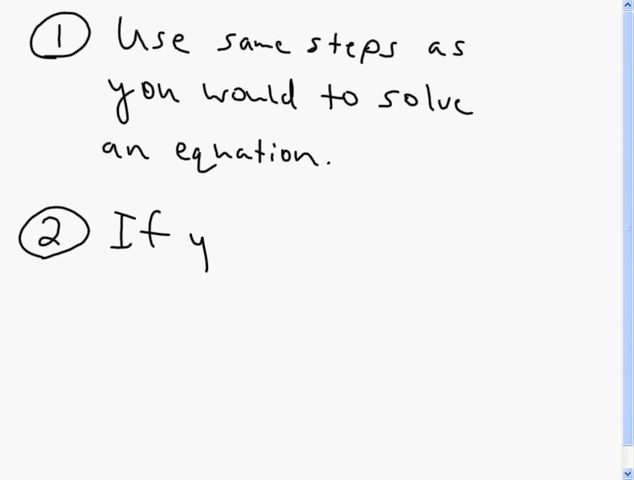 1 Use same steps as
you would to solve
an equation.
2 If y